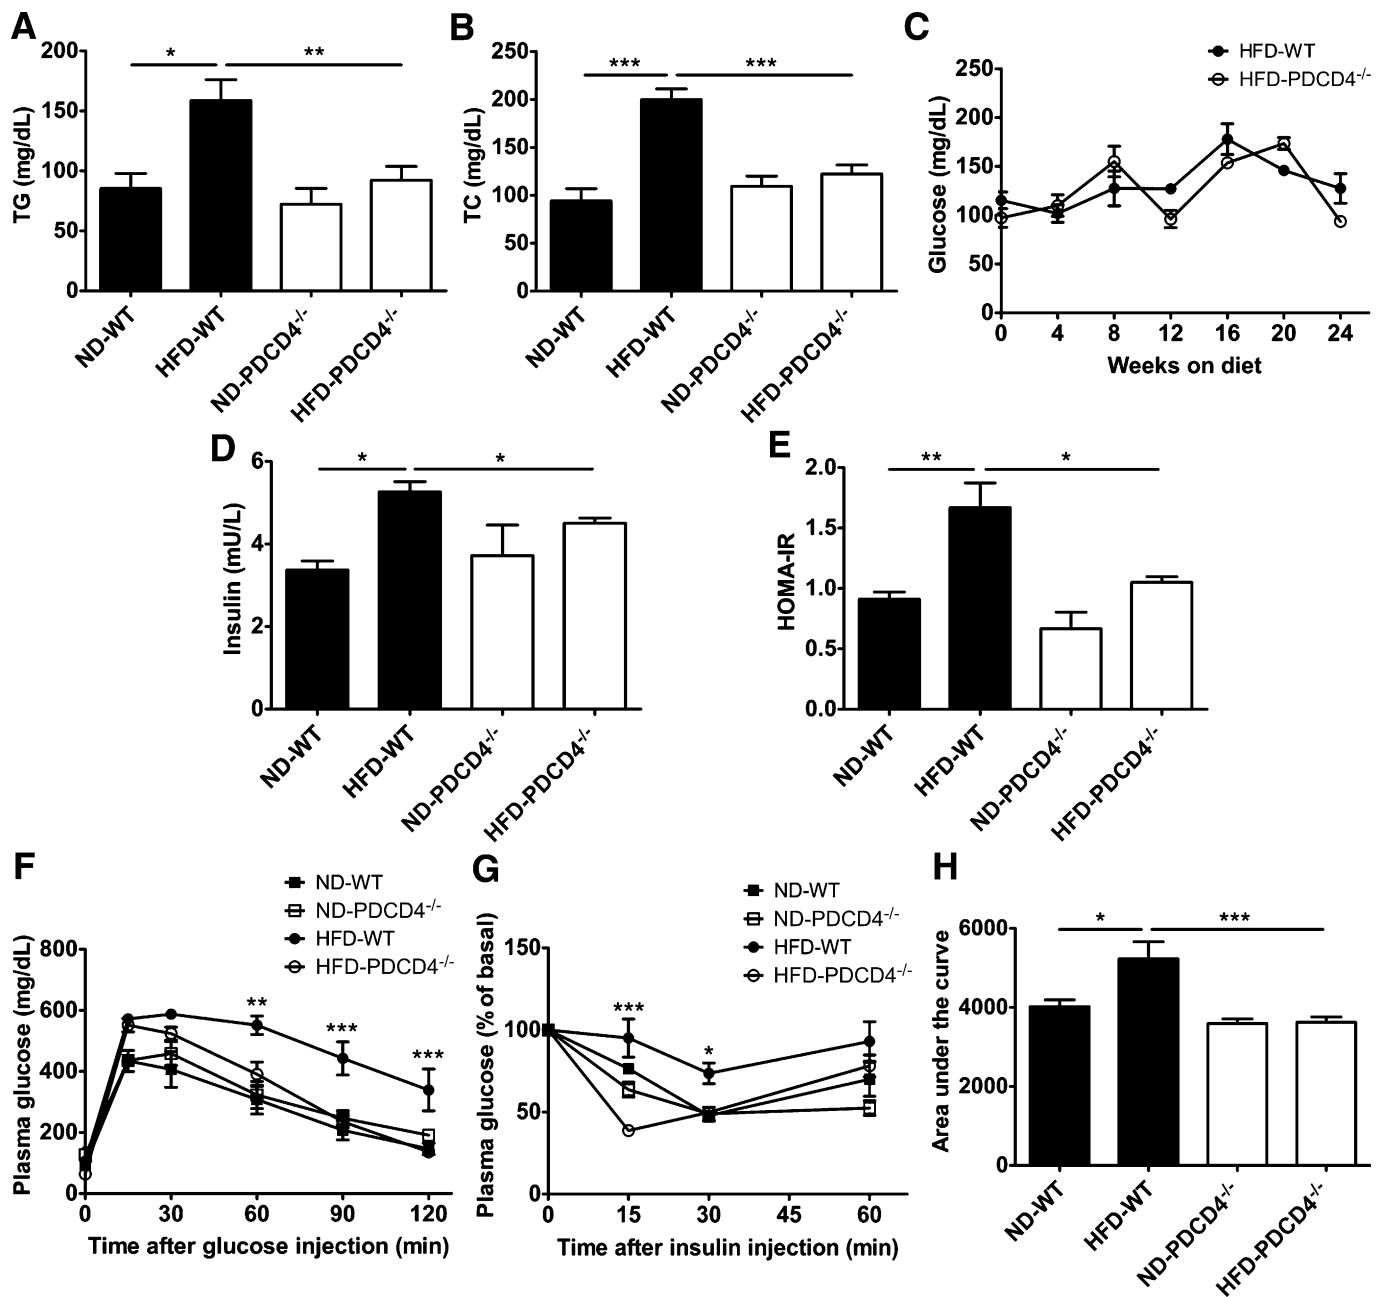 A
TG (mg/dL)
200
150
100
50
0
*
**
ND-WT
HFD-WT
ND-PDCD4-/-
HFD-PDCD4-/-
B
TC (mg/dL)
250
200
150
100
50
0
***
***
ND-WT
HFD-WT
ND-PDCD4-/-
HFD-PDCD4-/-
C
HFD-WT
HFD-PDCD4-/-
Glucose (mg/dL)
250
200
150
100
50
0
0 4 8 12 16 20 24
Weeks on diet
D
Insulin (mU/L)
6
4
2
0
*
*
ND-WT
HFD-WT
ND-PDCD4-/-
HFD-PDCD4-/-
E
HOMA-IR
2.0
1.5
1.0
0.5
0.0
**
*
ND-WT
HFD-WT
ND-PDCD4-/-
HFD-PDCD4-/-
F
ND-WT
ND-PDCD4-/-
HFD-WT
HFD-PDCD4-/-
Plasma glucose (mg/dL)
800
600
400
200
0
**
***
***
0 30 60 90 120
Time after glucose injection (min)
G
ND-WT
ND-PDCD4-/-
HFD-WT
HFD-PDCD4-/-
Plasma glucose (% of basal)
150
100
50
0
***
*
0 15 30 45 60
Time after insulin injection (min)
H
Area under the curve
6000
4000
2000
0
*
***
ND-WT
HFD-WT
ND-PDCD4-/-
HFD-PDCD4-/-